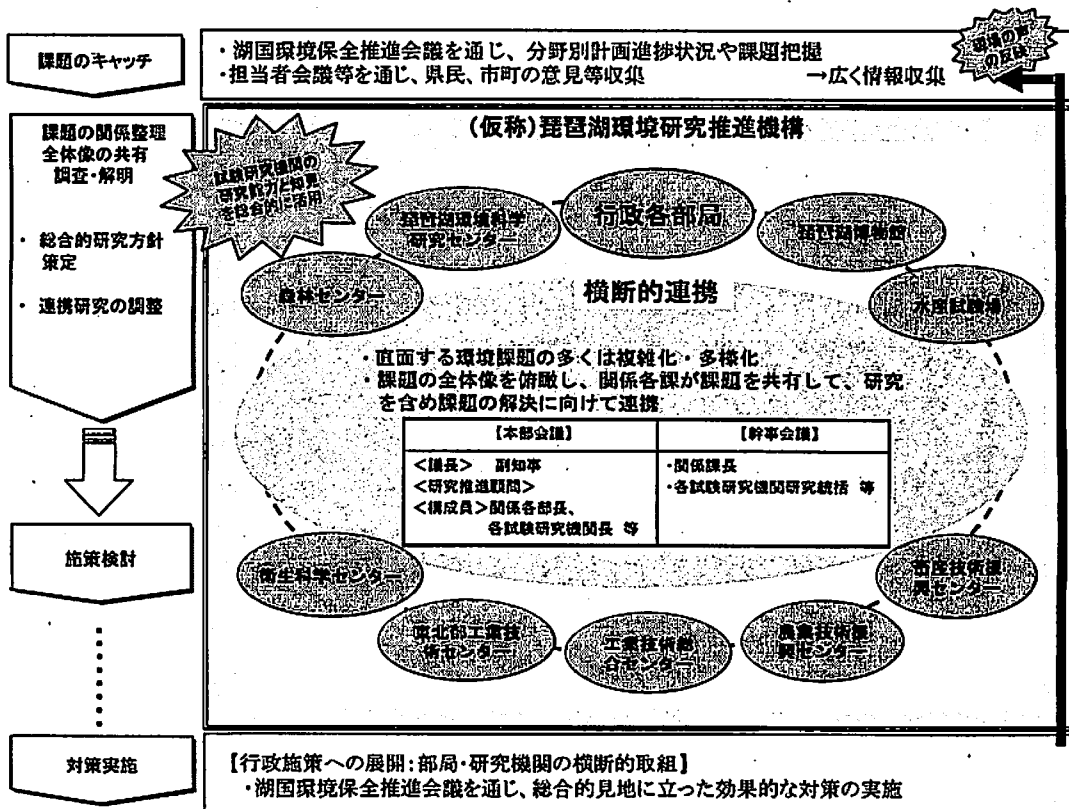 課題のキャッチ
・湖国環境保全推進会議を通じ、分野別計画進捗状況や課題把握
・担当者会議等を通じ、県民、市町の意見等収集　→広く情報収集
現場の声
の反映
課題の関係整理
全体像の共有
調査・解明
・ 総合的研究方針
策定
・ 連携研究の調整
試験研究機関の
研究能力と知見
を総合的に活用
(仮称)琵琶湖環境研究推進機構
琵琶湖環境科学
研究センター
行政各部局
琵琶湖博物館
森林センター
水産試験場
横断的連携
・直面する環境課題の多くは複雑化・多様化
・課題の全体像を俯瞰し、関係各課が課題を共有して、研究
を含め課題の解決に向けて連携
【本部会議】
<議長>　副知事
<研究推進顧問>
<構成員>関係各部長、
各試験研究機関長 等
【幹事会議】
・関係課長
・各試験研究機関研究統括 等
衛生科学センター
畜産技術振
興センター
東北部工業技
術センター
工業技術総
合センター
農業技術振
興センター
施策検討
対策実施
【行政施策への展開:部局・研究機関の横断的取組】
・湖国環境保全推進会議を通じ、総合的見地に立った効果的な対策の実施